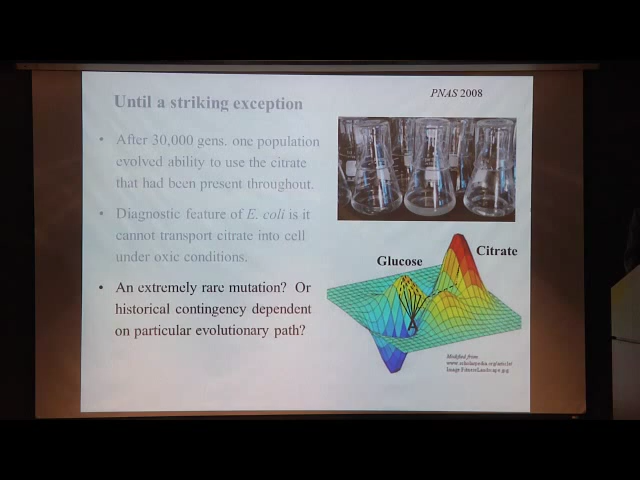 Until a striking exception
PNAS 2008
• After 30,000 gens. one population
evolved ability to use the citrate
that had been present throughout.
• Diagnostic feature of E. coli is it
cannot transport citrate into cell
under oxic conditions.
• An extremely rare mutation? Or
historical contingency dependent
on particular evolutionary path?
Glucose
Citrate
A
Modified from